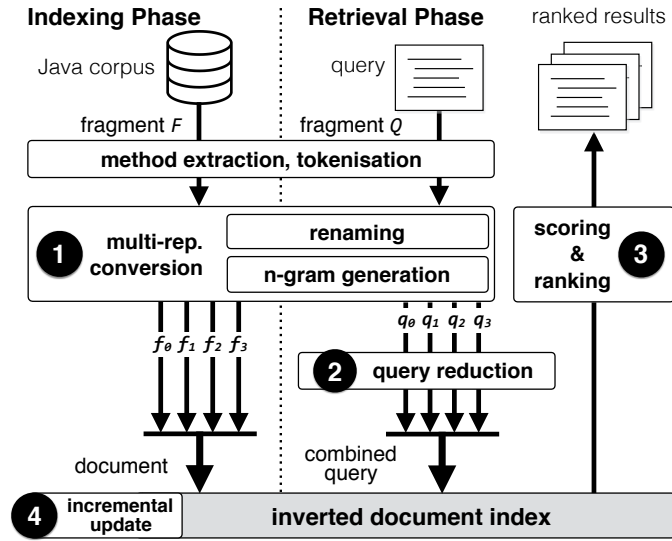 Indexing Phase
Retrieval Phase
ranked results
Java corpus
query
fragment F
fragment Q
method extraction, tokenisation
1
multi-rep.
conversion
renaming
n-gram generation
scoring
&
ranking
3
f0 f1 f2 f3
q0 q1 q2 q3
2
query reduction
document
combined
query
4
incremental
update
inverted document index